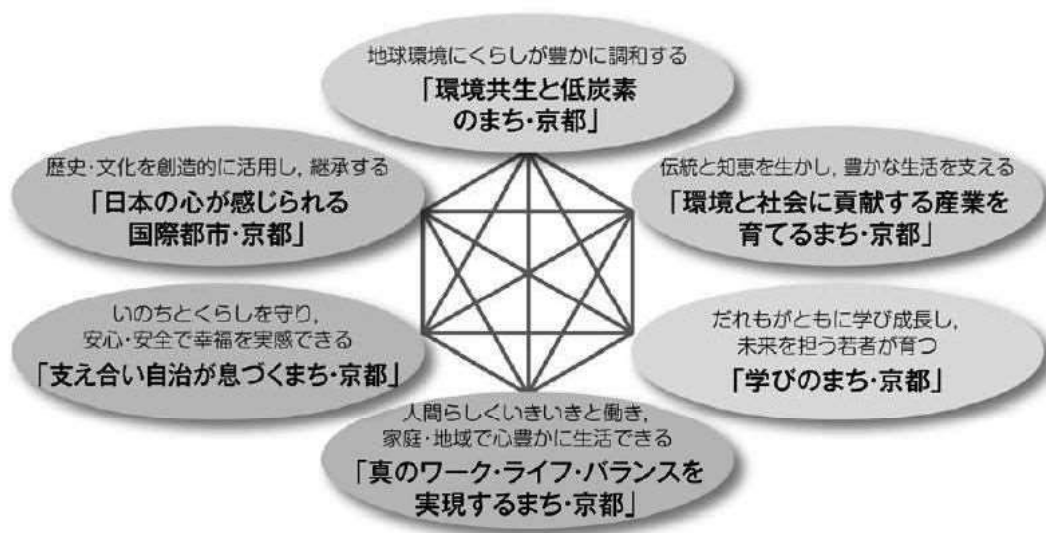 地球環境にくらしが豊かに調和する
「環境共生と低炭素
のまち・京都」
歴史・文化を創造的に活用し，継承する
「日本の心が感じられる
国際都市・京都」
伝統と知恵を生かし，豊かな生活を支える
「環境と社会に貢献する産業を
育てるまち・京都」
いのちとくらしを守り，
安心・安全で幸福を実感できる
「支え合い自治が息づくまち・京都」
だれもがともに学び成長し，
未来を担う若者が育つ
「学びのまち・京都」
人間らしくいきいきと働き，
家庭・地域で心豊かに生活できる
「真のワーク・ライフ・バランスを
実現するまち・京都」